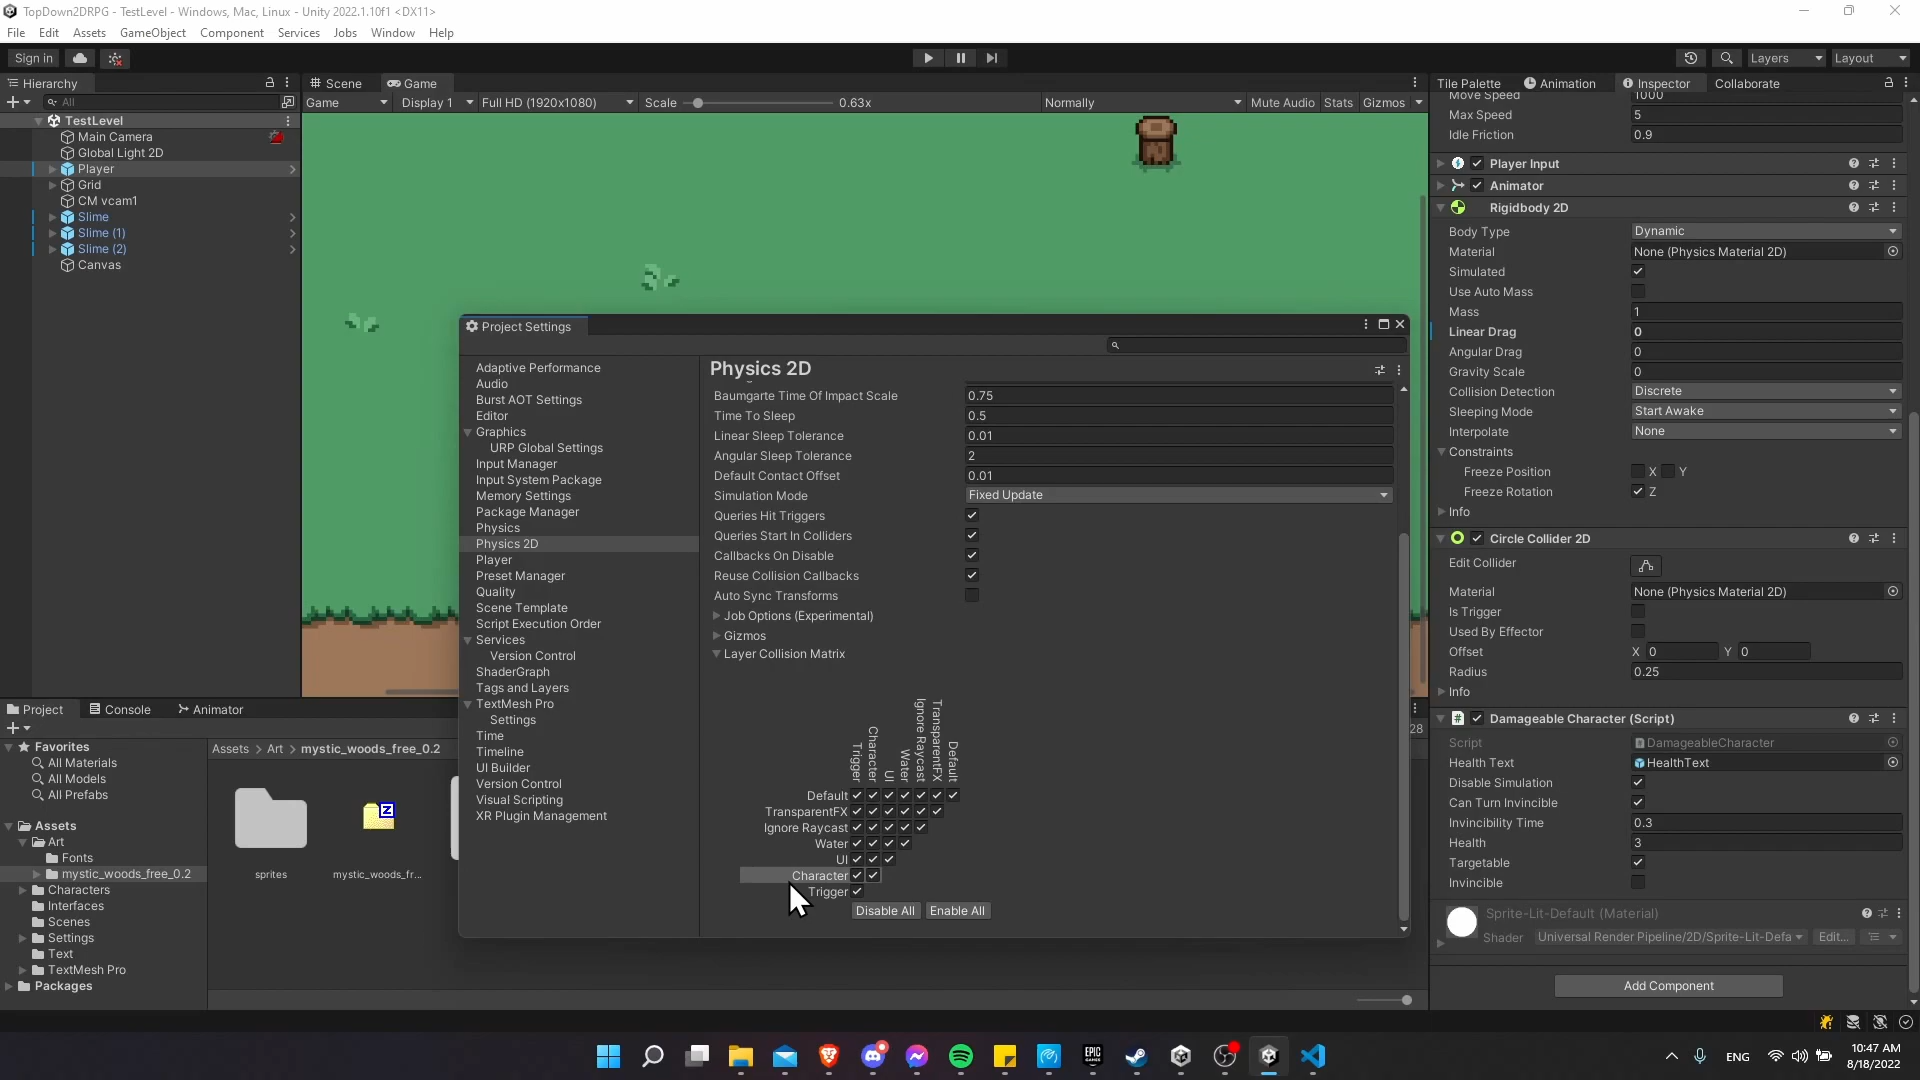 TopDown2DRPG - TestLevel - Windows, Mac, Linux - Unity 2022.1.10f1 <DX11>
File Edit Assets GameObject Component Services Jobs Window Help
Sign in
Layers Layout
Hierarchy
All
TestLevel
Main Camera
Global Light 2D
Player
Grid
CM vcam1
Slime
Slime (1)
Slime (2)
Canvas
Scene Game
Game Display 1 Full HD (1920x1080) Scale 0.63x Normally Mute Audio Stats Gizmos
Project Settings
Adaptive Performance
Audio
Burst AOT Settings
Editor
Graphics
URP Global Settings
Input Manager
Input System Package
Memory Settings
Package Manager
Physics
Physics 2D
Player
Preset Manager
Quality
Scene Template
Script Execution Order
Services
Version Control
ShaderGraph
Tags and Layers
TextMesh Pro
Settings
Time
Timeline
UI Builder
Version Control
Visual Scripting
XR Plugin Management
Physics 2D
Baumgarte Time Of Impact Scale 0.75
Time To Sleep 0.5
Linear Sleep Tolerance 0.01
Angular Sleep Tolerance 2
Default Contact Offset 0.01
Simulation Mode Fixed Update
Queries Hit Triggers
Queries Start In Colliders
Callbacks On Disable
Reuse Collision Callbacks
Auto Sync Transforms
Job Options (Experimental)
Gizmos
Layer Collision Matrix
Trigger
Character
UI
Water
Ignore Raycast
TransparentFX
Default
Default
TransparentFX
Ignore Raycast
Water
UI
Character
Trigger
Disable All Enable All
Tile Palette Animation Inspector Collaborate
Move Speed 1000
Max Speed 5
Idle Friction 0.9
Player Input
Animator
Rigidbody 2D
Body Type Dynamic
Material None (Physics Material 2D)
Simulated
Use Auto Mass
Mass 1
Linear Drag 0
Angular Drag 0
Gravity Scale 0
Collision Detection Discrete
Sleeping Mode Start Awake
Interpolate None
Constraints
Freeze Position X Y
Freeze Rotation Z
Info
Circle Collider 2D
Edit Collider
Material None (Physics Material 2D)
Is Trigger
Used By Effector
Offset X 0 Y 0
Radius 0.25
Info
Damageable Character (Script)
Script DamageableCharacter
Health Text HealthText
Disable Simulation
Can Turn Invincible
Invincibility Time 0.3
Health 3
Targetable
Invincible
Sprite-Lit-Default (Material)
Shader Universal Render Pipeline/2D/Sprite-Lit-Defa Edit...
Add Component
Project Console Animator
28
Favorites
All Materials
All Models
All Prefabs
Assets
Art
Fonts
mystic_woods_free_0.2
Characters
Interfaces
Scenes
Settings
Text
TextMesh Pro
Packages
Assets > Art > mystic_woods_free_0.2
sprites
mystic_woods_fr...
Z
EPIC GAMES
ENG
10:47 AM
8/18/2022